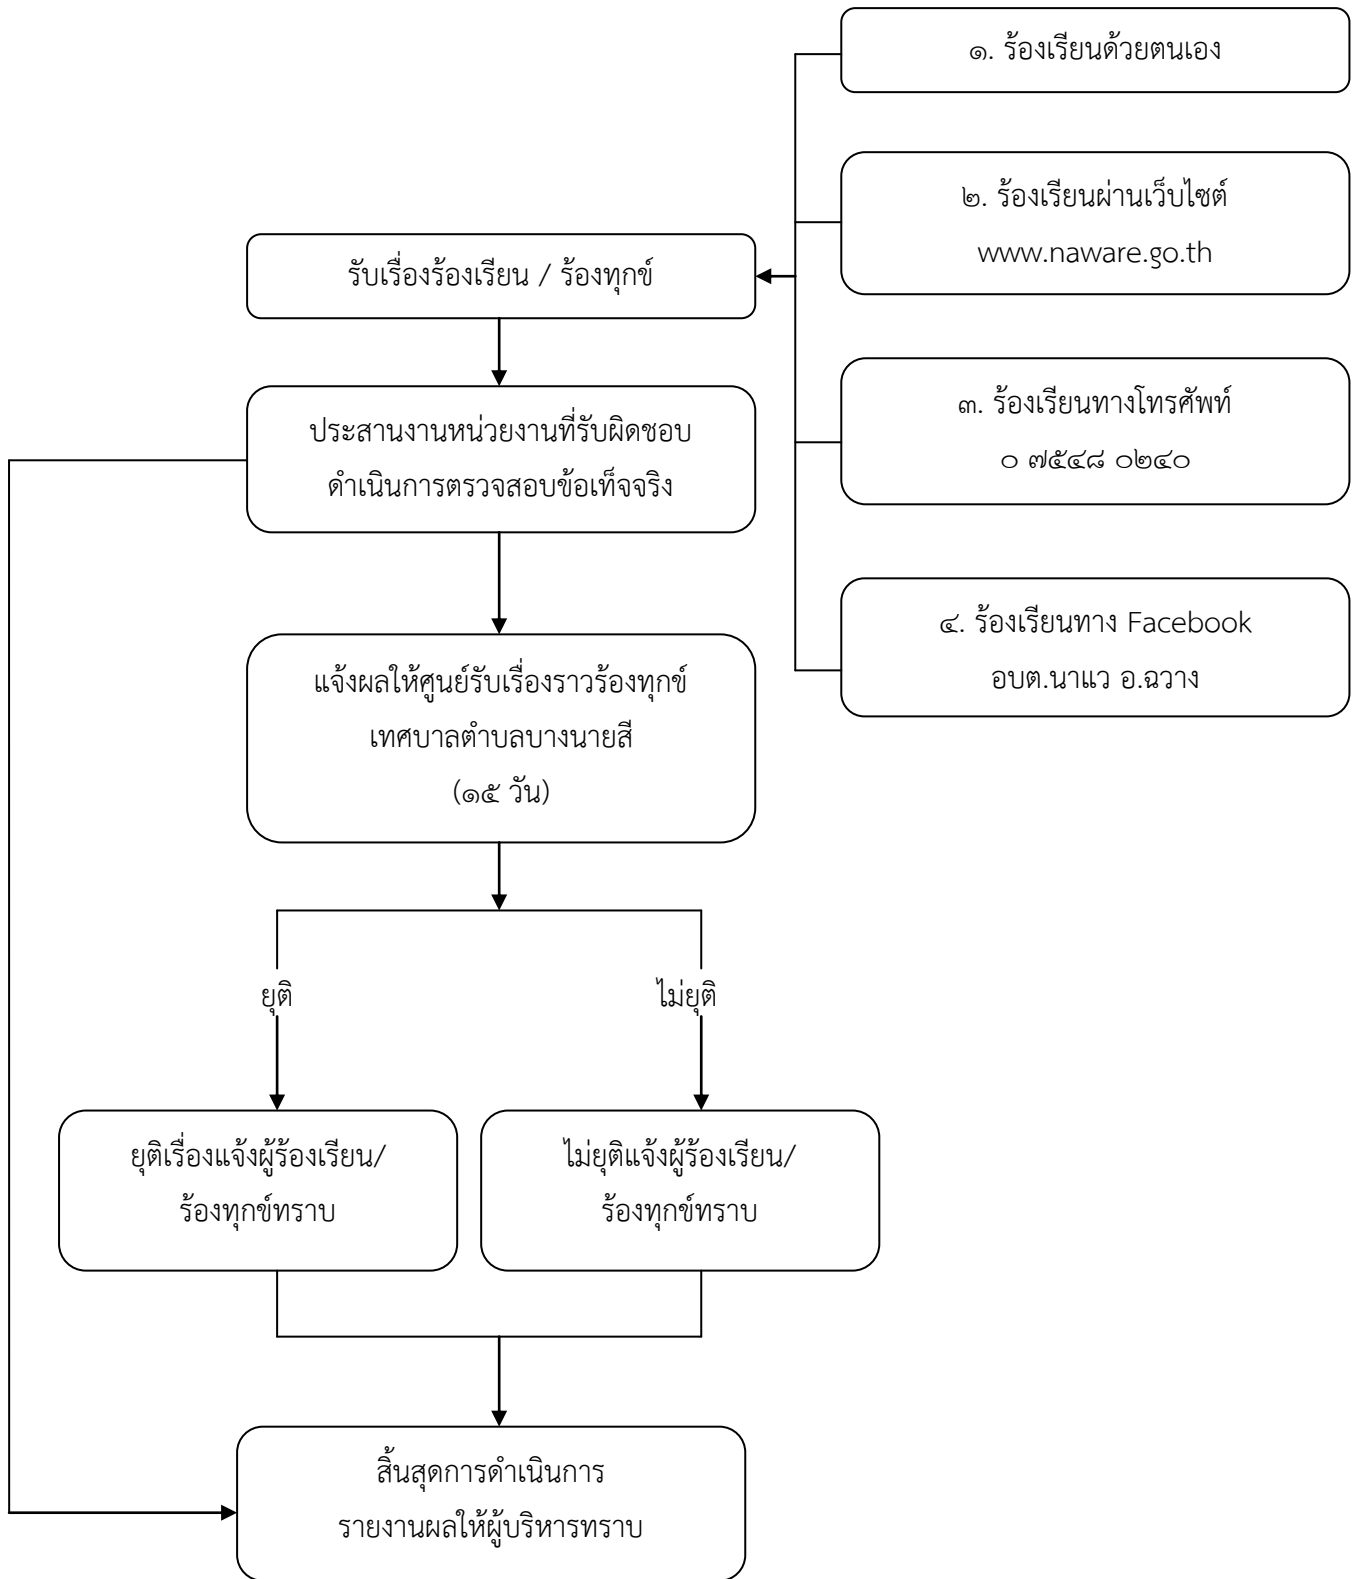 ๑. ร้องเรียนด้วยตนเอง
๒. ร้องเรียนผ่านเว็บไซต์
www.naware.go.th
รับเรื่องร้องเรียน / ร้องทุกข์
๓. ร้องเรียนทางโทรศัพท์
๐ ๗๕๔๘ ๐๒๔๐
ประสานงานหน่วยงานที่รับผิดชอบ
ดำเนินการตรวจสอบข้อเท็จจริง
๔. ร้องเรียนทาง Facebook
อบต.นาแว อ.ฉวาง
แจ้งผลให้ศูนย์รับเรื่องราวร้องทุกข์
เทศบาลตำบลบางนายสี
(๑๕ วัน)
ยุติ
ไม่ยุติ
ยุติเรื่องแจ้งผู้ร้องเรียน/
ร้องทุกข์ทราบ
ไม่ยุติแจ้งผู้ร้องเรียน/
ร้องทุกข์ทราบ
สิ้นสุดการดำเนินการ
รายงานผลให้ผู้บริหารทราบ